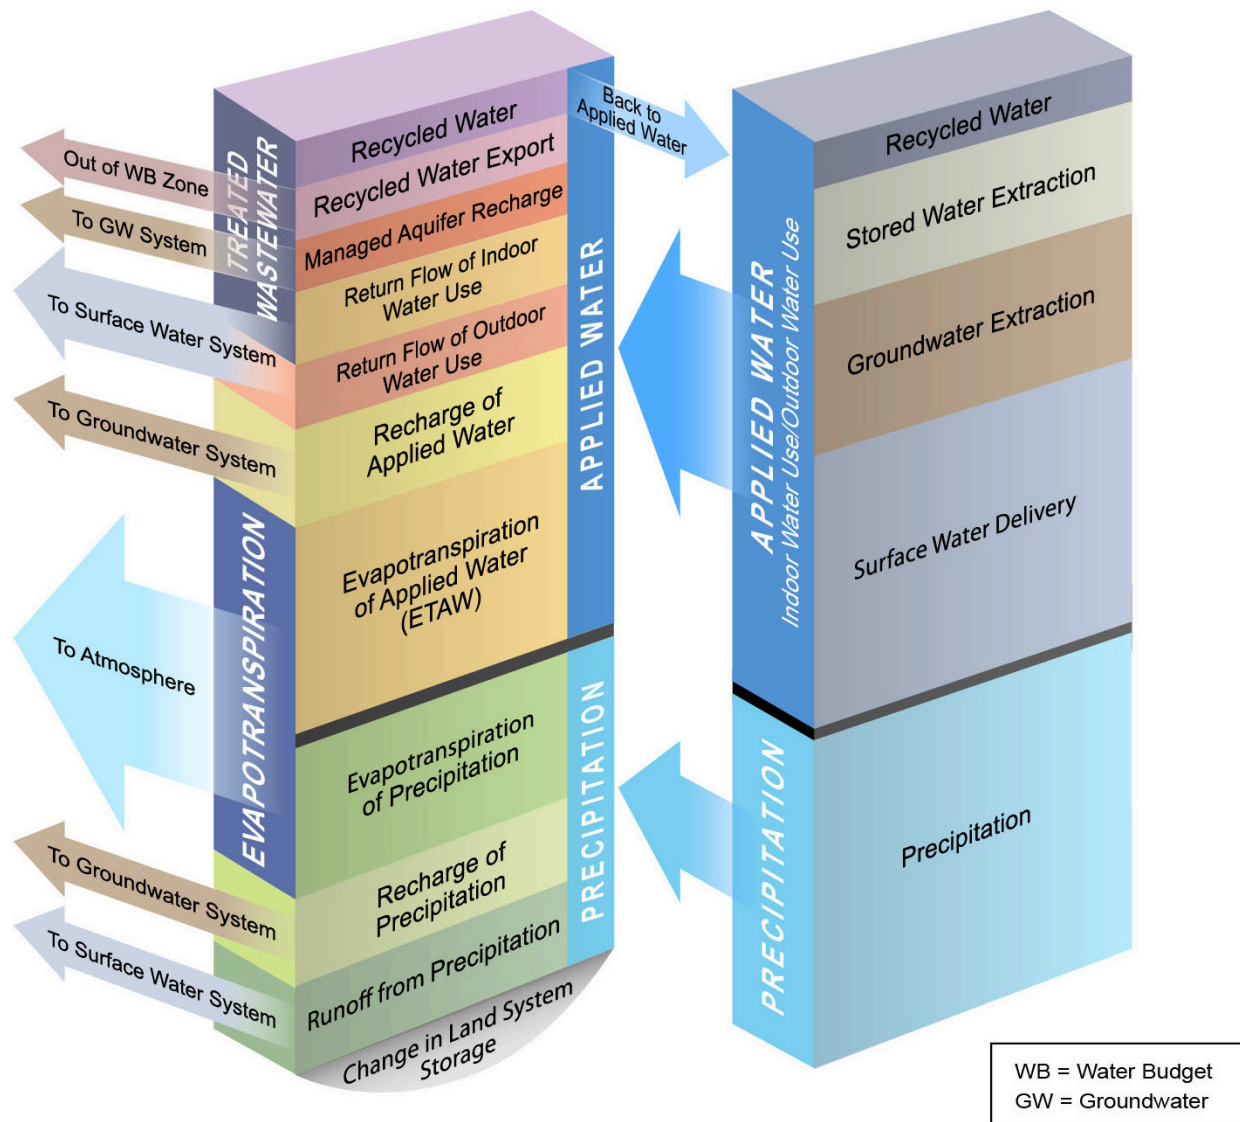 Recycled Water
Recycled Water Export
Managed Aquifer Recharge
Return Flow of Indoor
Water Use
Return Flow of Outdoor
Water Use
Recharge of
Applied Water
Evapotranspiration
of Applied Water
(ETAW)
Evapotranspiration
of Precipitation
Recharge of
Precipitation
Runoff from Precipitation
Change in Land System
Storage
TREATED
WASTEWATER
EVAPOTRANSPIRATION
Out of WB Zone
To GW System
To Surface Water System
To Groundwater System
To Atmosphere
To Groundwater System
To Surface Water System
APPLIED WATER
PRECIPITATION
Back to
Applied Water
APPLIED WATER
Indoor Water Use/Outdoor Water Use
PRECIPITATION
Recycled Water
Stored Water Extraction
Groundwater Extraction
Surface Water Delivery
Precipitation
WB = Water Budget
GW = Groundwater